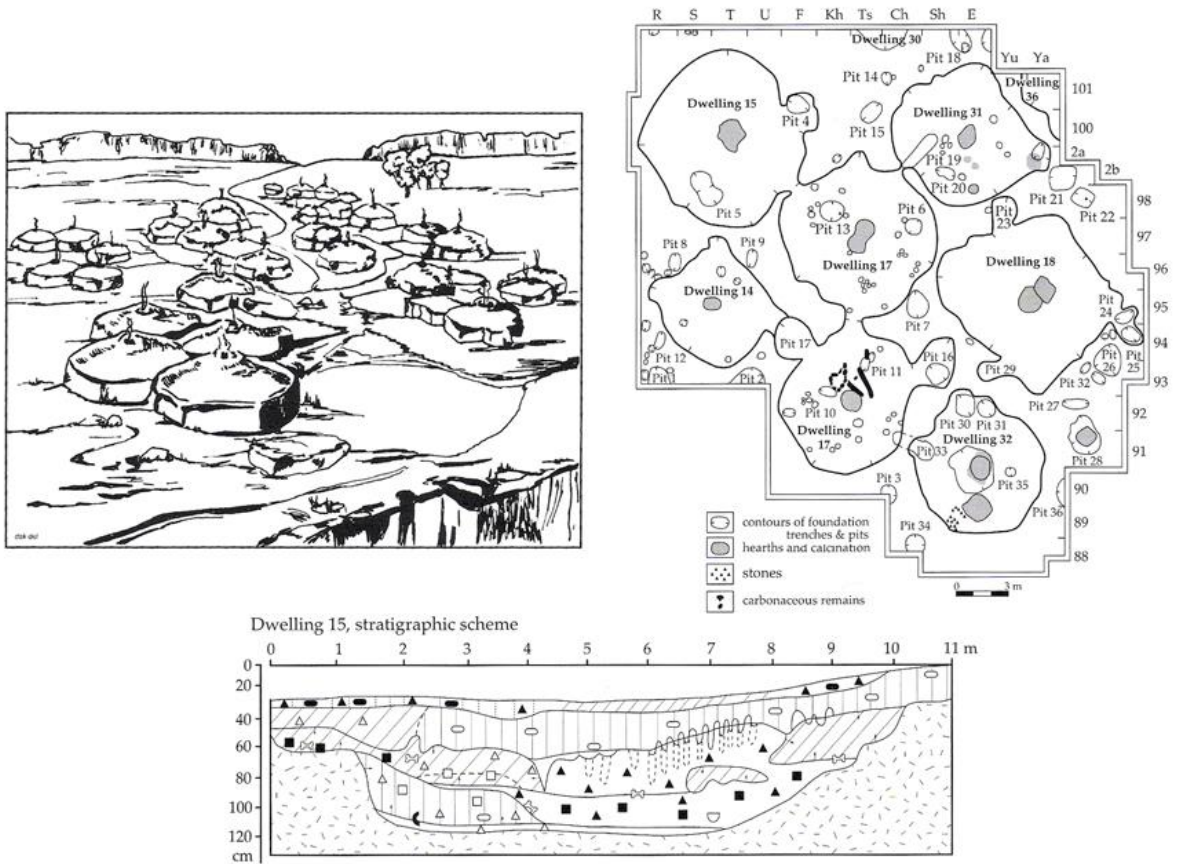 R S T U F Kh Ts Ch Sh E
Dwelling 30
Pit 18
Yu Ya
Pit 14
Dwelling
36
101
Dwelling 15
Pit 4
Dwelling 31
Pit 15
100
2a
Pit 19
2b
Pit 20
Pit 21
98
Pit 5
Pit 6
Pit
23
Pit 22
Pit 13
97
Pit 8
Pit 9
Dwelling 17
Dwelling 18
96
Dwelling 14
95
Pit
24
Pit 7
94
Pit 17
Pit 12
Pit 16
Pit
26
Pit
25
Pit 11
Pit 29
Pit 32
Pit 1
Pit 2
93
Pit 10
Pit 27
92
Dwelling
17
Pit 30
Pit 31
Dwelling 32
Pit 33
91
Pit 28
Pit 3
Pit 35
90
Pit 36
89
Pit 34
88
contours of foundation
trenches & pits
hearths and calcination
stones
carbonaceous remains
0 3 m
Dwelling 15, stratigraphic scheme
0 1 2 3 4 5 6 7 8 9 10 11 m
0
20
40
60
80
100
120
cm